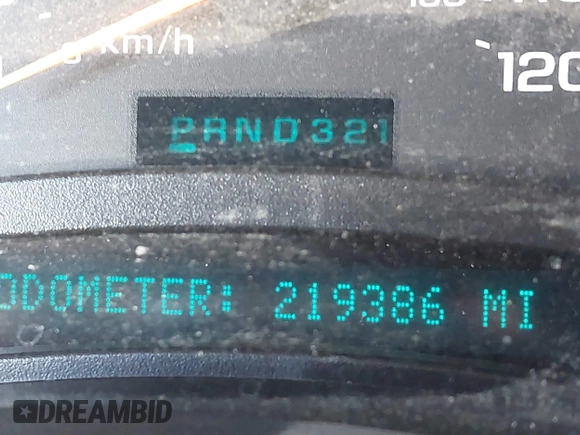 km/h
120
PRND321
ODOMETER: 219386 MI
DREAMBID